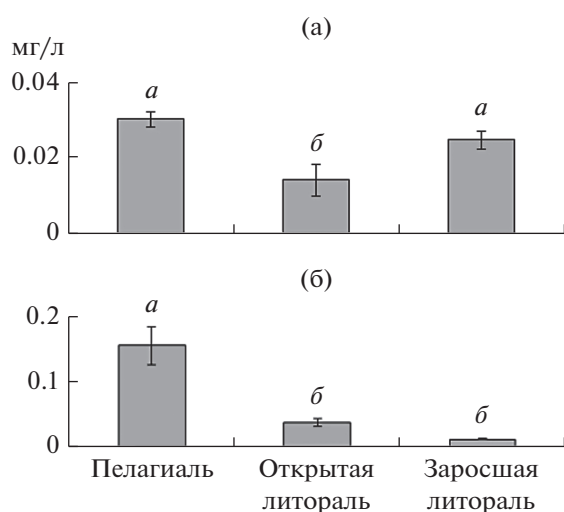 (а)
мг/л
0.04
а
а
б
0.02
0
(б)
а
0.2
б
0.1
б
0
Пелагиаль
Открытая
литораль
Заросшая
литораль